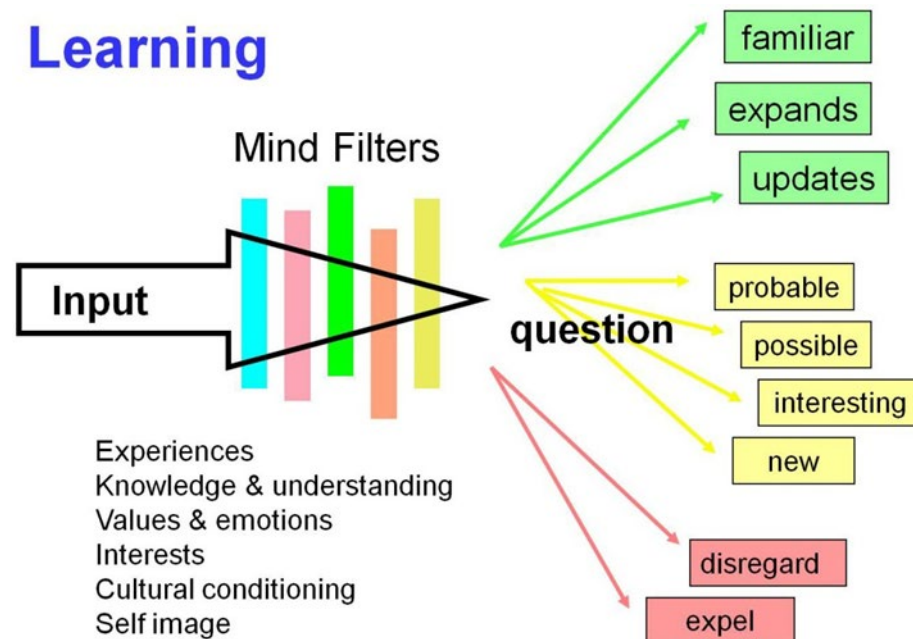 Learning
Mind Filters
Input
question
familiar
expands
updates
probable
possible
interesting
new
disregard
expel
Experiences
Knowledge & understanding
Values & emotions
Interests
Cultural conditioning
Self image